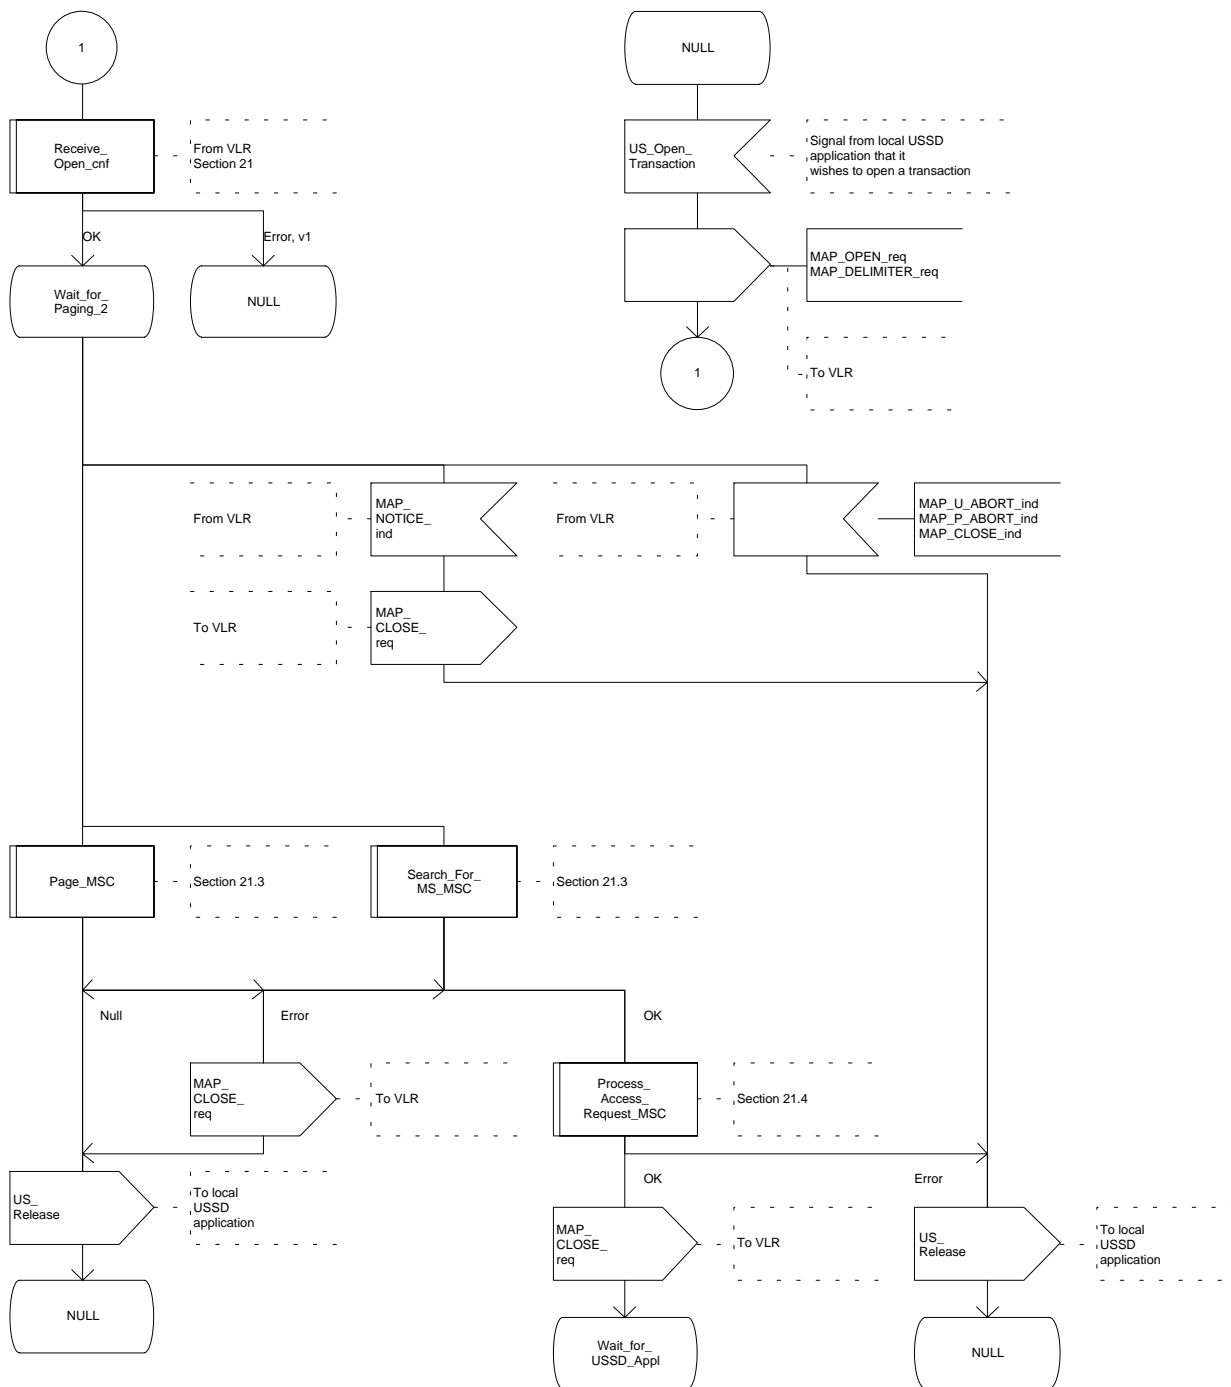 1
NULL
Receive_
Open_cnf
From VLR
Section 21
US_Open_
Transaction
Signal from local USSD
application that it
wishes to open a transaction
OK
Error, v1
MAP_OPEN_req
MAP_DELIMITER_req
Wait_for_
Paging_2
NULL
1
To VLR
From VLR
MAP_
NOTICE_
ind
From VLR
MAP_U_ABORT_ind
MAP_P_ABORT_ind
MAP_CLOSE_ind
To VLR
MAP_
CLOSE_
req
Page_MSC
Section 21.3
Search_For_
MS_MSC
Section 21.3
Null
Error
OK
MAP_
CLOSE_
req
To VLR
Process_
Access_
Request_MSC
Section 21.4
OK
Error
US_
Release
To local
USSD
application
MAP_
CLOSE_
req
To VLR
US_
Release
To local
USSD
application
NULL
Wait_for_
USSD_Appl
NULL